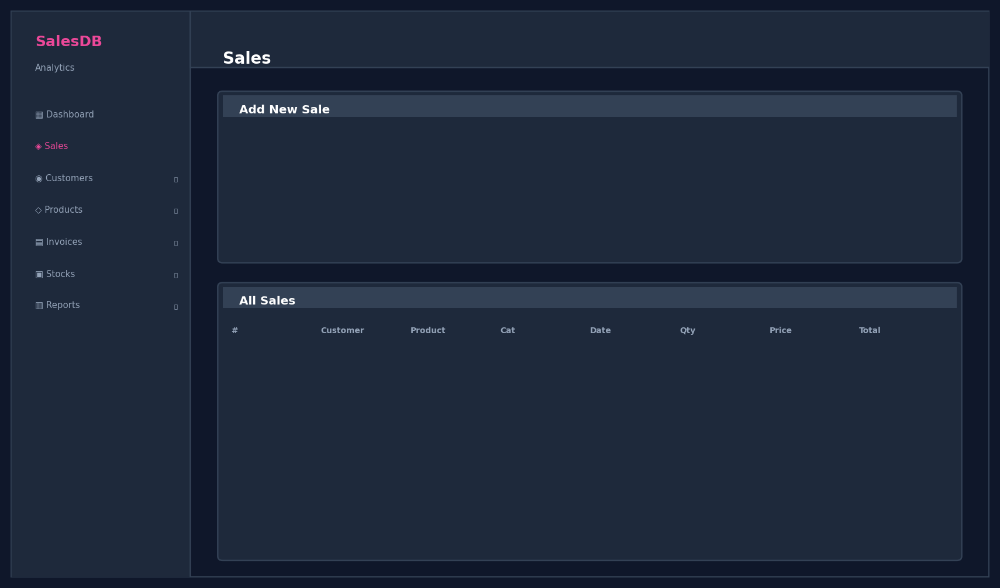 SalesDB
Analytics
▦ Dashboard
◈ Sales
◉ Customers
◇ Products
▤ Invoices
▣ Stocks
▥ Reports
Sales
Add New Sale
All Sales
# Customer Product Cat Date Qty Price Total